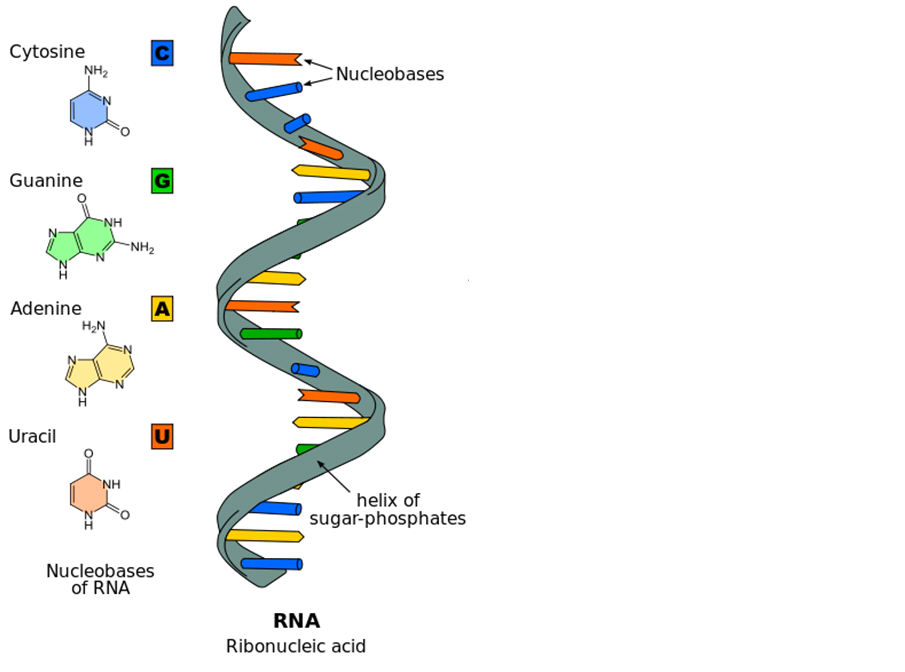 Cytosine
C
NH2
N
N
H
O
Nucleobases
Guanine
G
O
NH
N
N
NH2
N
H
Adenine
A
H2N
N
N
N
N
H
Uracil
U
O
NH
N
H
O
helix of
sugar-phosphates
Nucleobases
of RNA
RNA
Ribonucleic acid